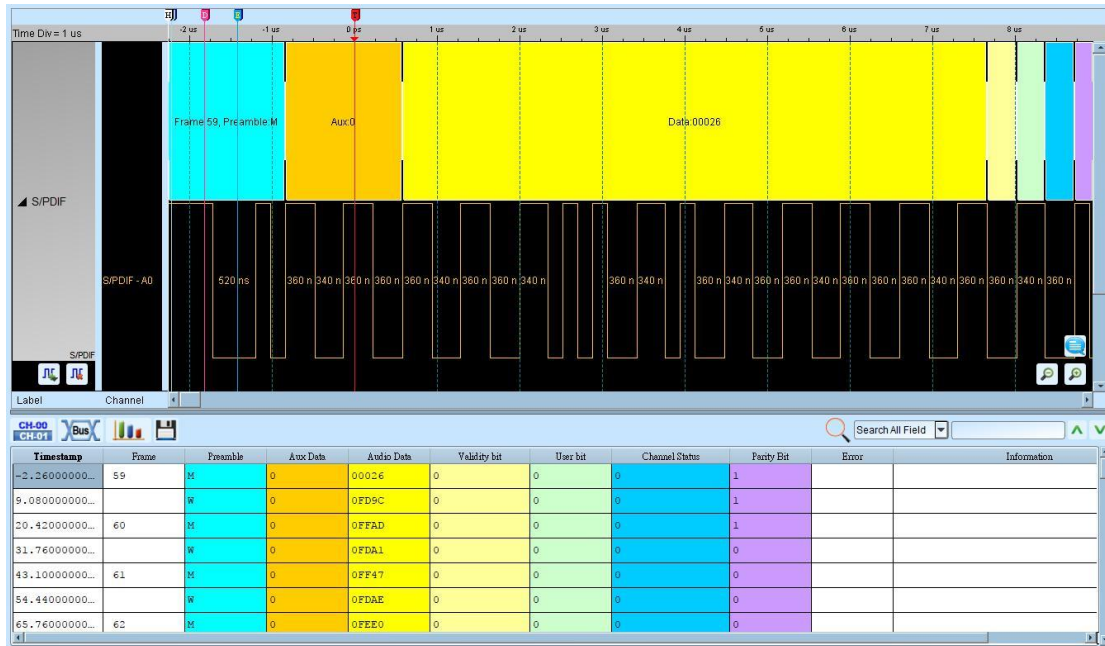 H D E T
Time Div = 1 us -2 us -1 us 0 ps 1 us 2 us 3 us 4 us 5 us 6 us 7 us 8 us
Frame:59, Preamble:M Aux:0 Data:00026
S/PDIF
S/PDIF - A0 520 ns 360 n 340 n 360 n 360 n 360 n 340 n 360 n 360 n 340 n 360 n 340 n 360 n 340 n 360 n 360 n 340 n 360 n 360 n 360 n 340 n 360 n 360 n 340 n 360 n
S/PDIF
Label Channel
CH-00
CH-01 Bus Search All Field
Timestamp Frame Preamble Aux Data Audio Data Validity bit User bit Channel Status Parity Bit Error Information
-2.26000000... 59 M 0 00026 0 0 0 1
9.080000000... W 0 0FD9C 0 0 0 1
20.42000000... 60 M 0 0FFAD 0 0 0 1
31.76000000... W 0 0FDA1 0 0 0 0
43.10000000... 61 M 0 0FF47 0 0 0 0
54.44000000... W 0 0FDAE 0 0 0 0
65.76000000... 62 M 0 0FEE0 0 0 0 0